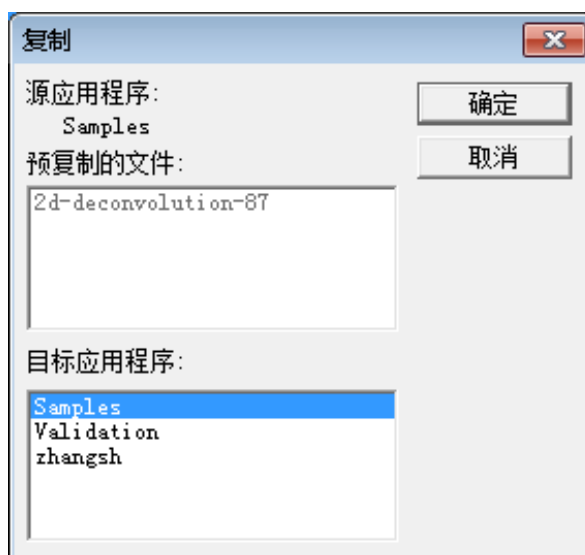 复制
源应用程序:
Samples
确定
取消
预复制的文件:
2d-deconvolution-87
目标应用程序:
Samples
Validation
zhangsh